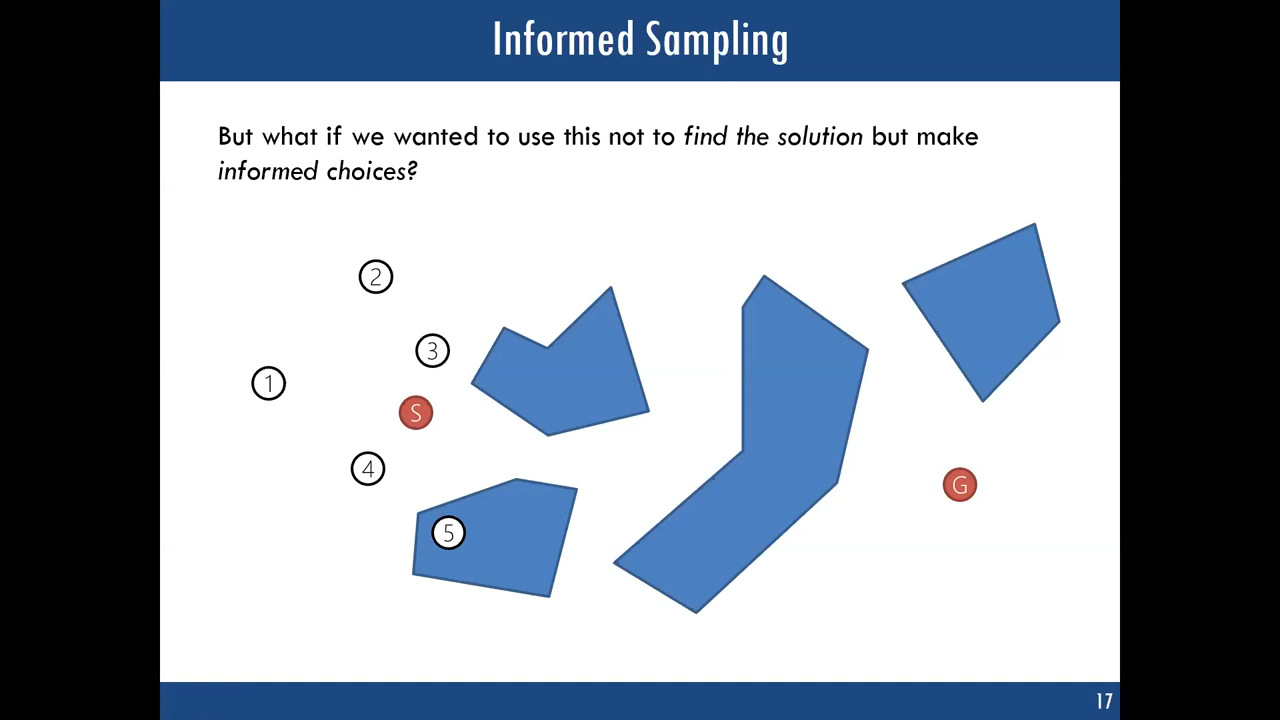 Informed Sampling
But what if we wanted to use this not to find the solution but make
informed choices?
2
3
1
S
4
G
5
17